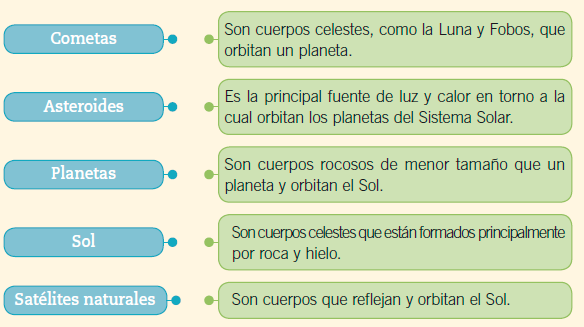 Cometas
Son cuerpos celestes, como la Luna y Fobos, que
orbitan un planeta.
Asteroides
Es la principal fuente de luz y calor en torno a la
cual orbitan los planetas del Sistema Solar.
Planetas
Son cuerpos rocosos de menor tamaño que un
planeta y orbitan el Sol.
Sol
Son cuerpos celestes que están formados principalmente
por roca y hielo.
Satélites naturales
Son cuerpos que reflejan y orbitan el Sol.